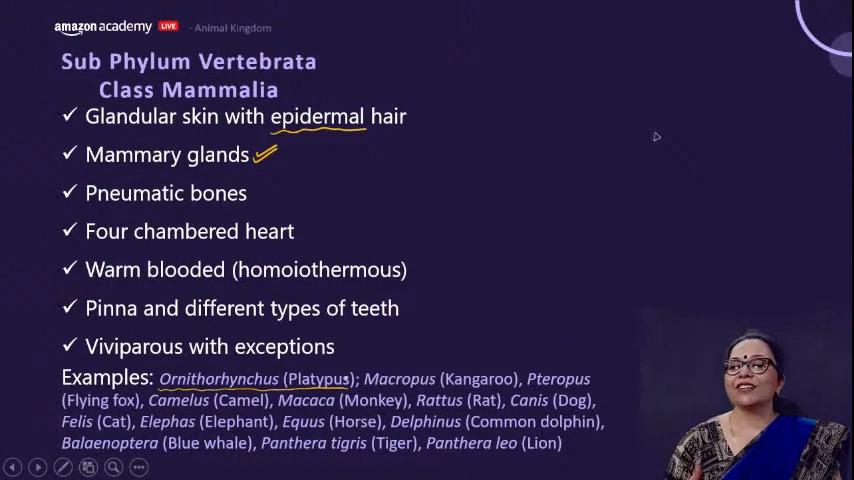 amazon academy LIVE - Animal Kingdom
Sub Phylum Vertebrata
Class Mammalia
✓ Glandular skin with epidermal hair
✓ Mammary glands
✓ Pneumatic bones
✓ Four chambered heart
✓ Warm blooded (homoiothermous)
✓ Pinna and different types of teeth
✓ Viviparous with exceptions
Examples: Ornithorhynchus (Platypus); Macropus (Kangaroo), Pteropus
(Flying fox), Camelus (Camel), Macaca (Monkey), Rattus (Rat), Canis (Dog),
Felis (Cat), Elephas (Elephant), Equus (Horse), Delphinus (Common dolphin),
Balaenoptera (Blue whale), Panthera tigris (Tiger), Panthera leo (Lion)